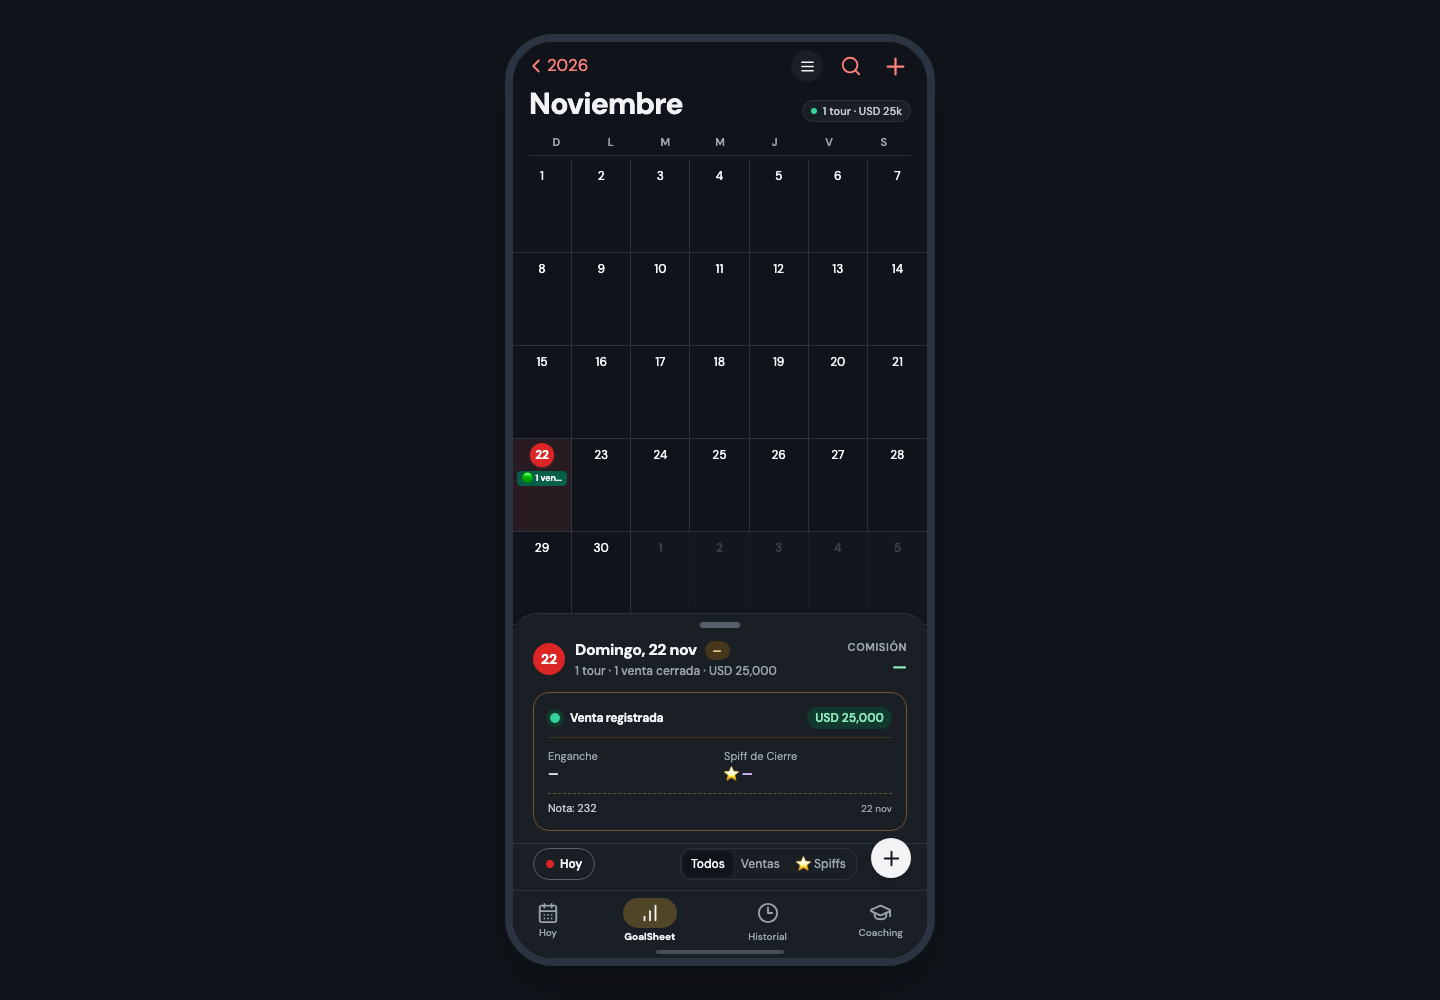 2026
Noviembre
1 tour · USD 25k
D L M M J V S
1 2 3 4 5 6 7
8 9 10 11 12 13 14
15 16 17 18 19 20 21
22 23 24 25 26 27 28
1 ven...
29 30 1 2 3 4 5
22
Domingo, 22 nov –
COMISIÓN
1 tour · 1 venta cerrada · USD 25,000
—
Venta registrada
USD 25,000
Enganche Spiff de Cierre
— ⭐ —
Nota: 232
22 nov
Hoy
Todos Ventas ⭐ Spiffs
Hoy GoalSheet Historial Coaching